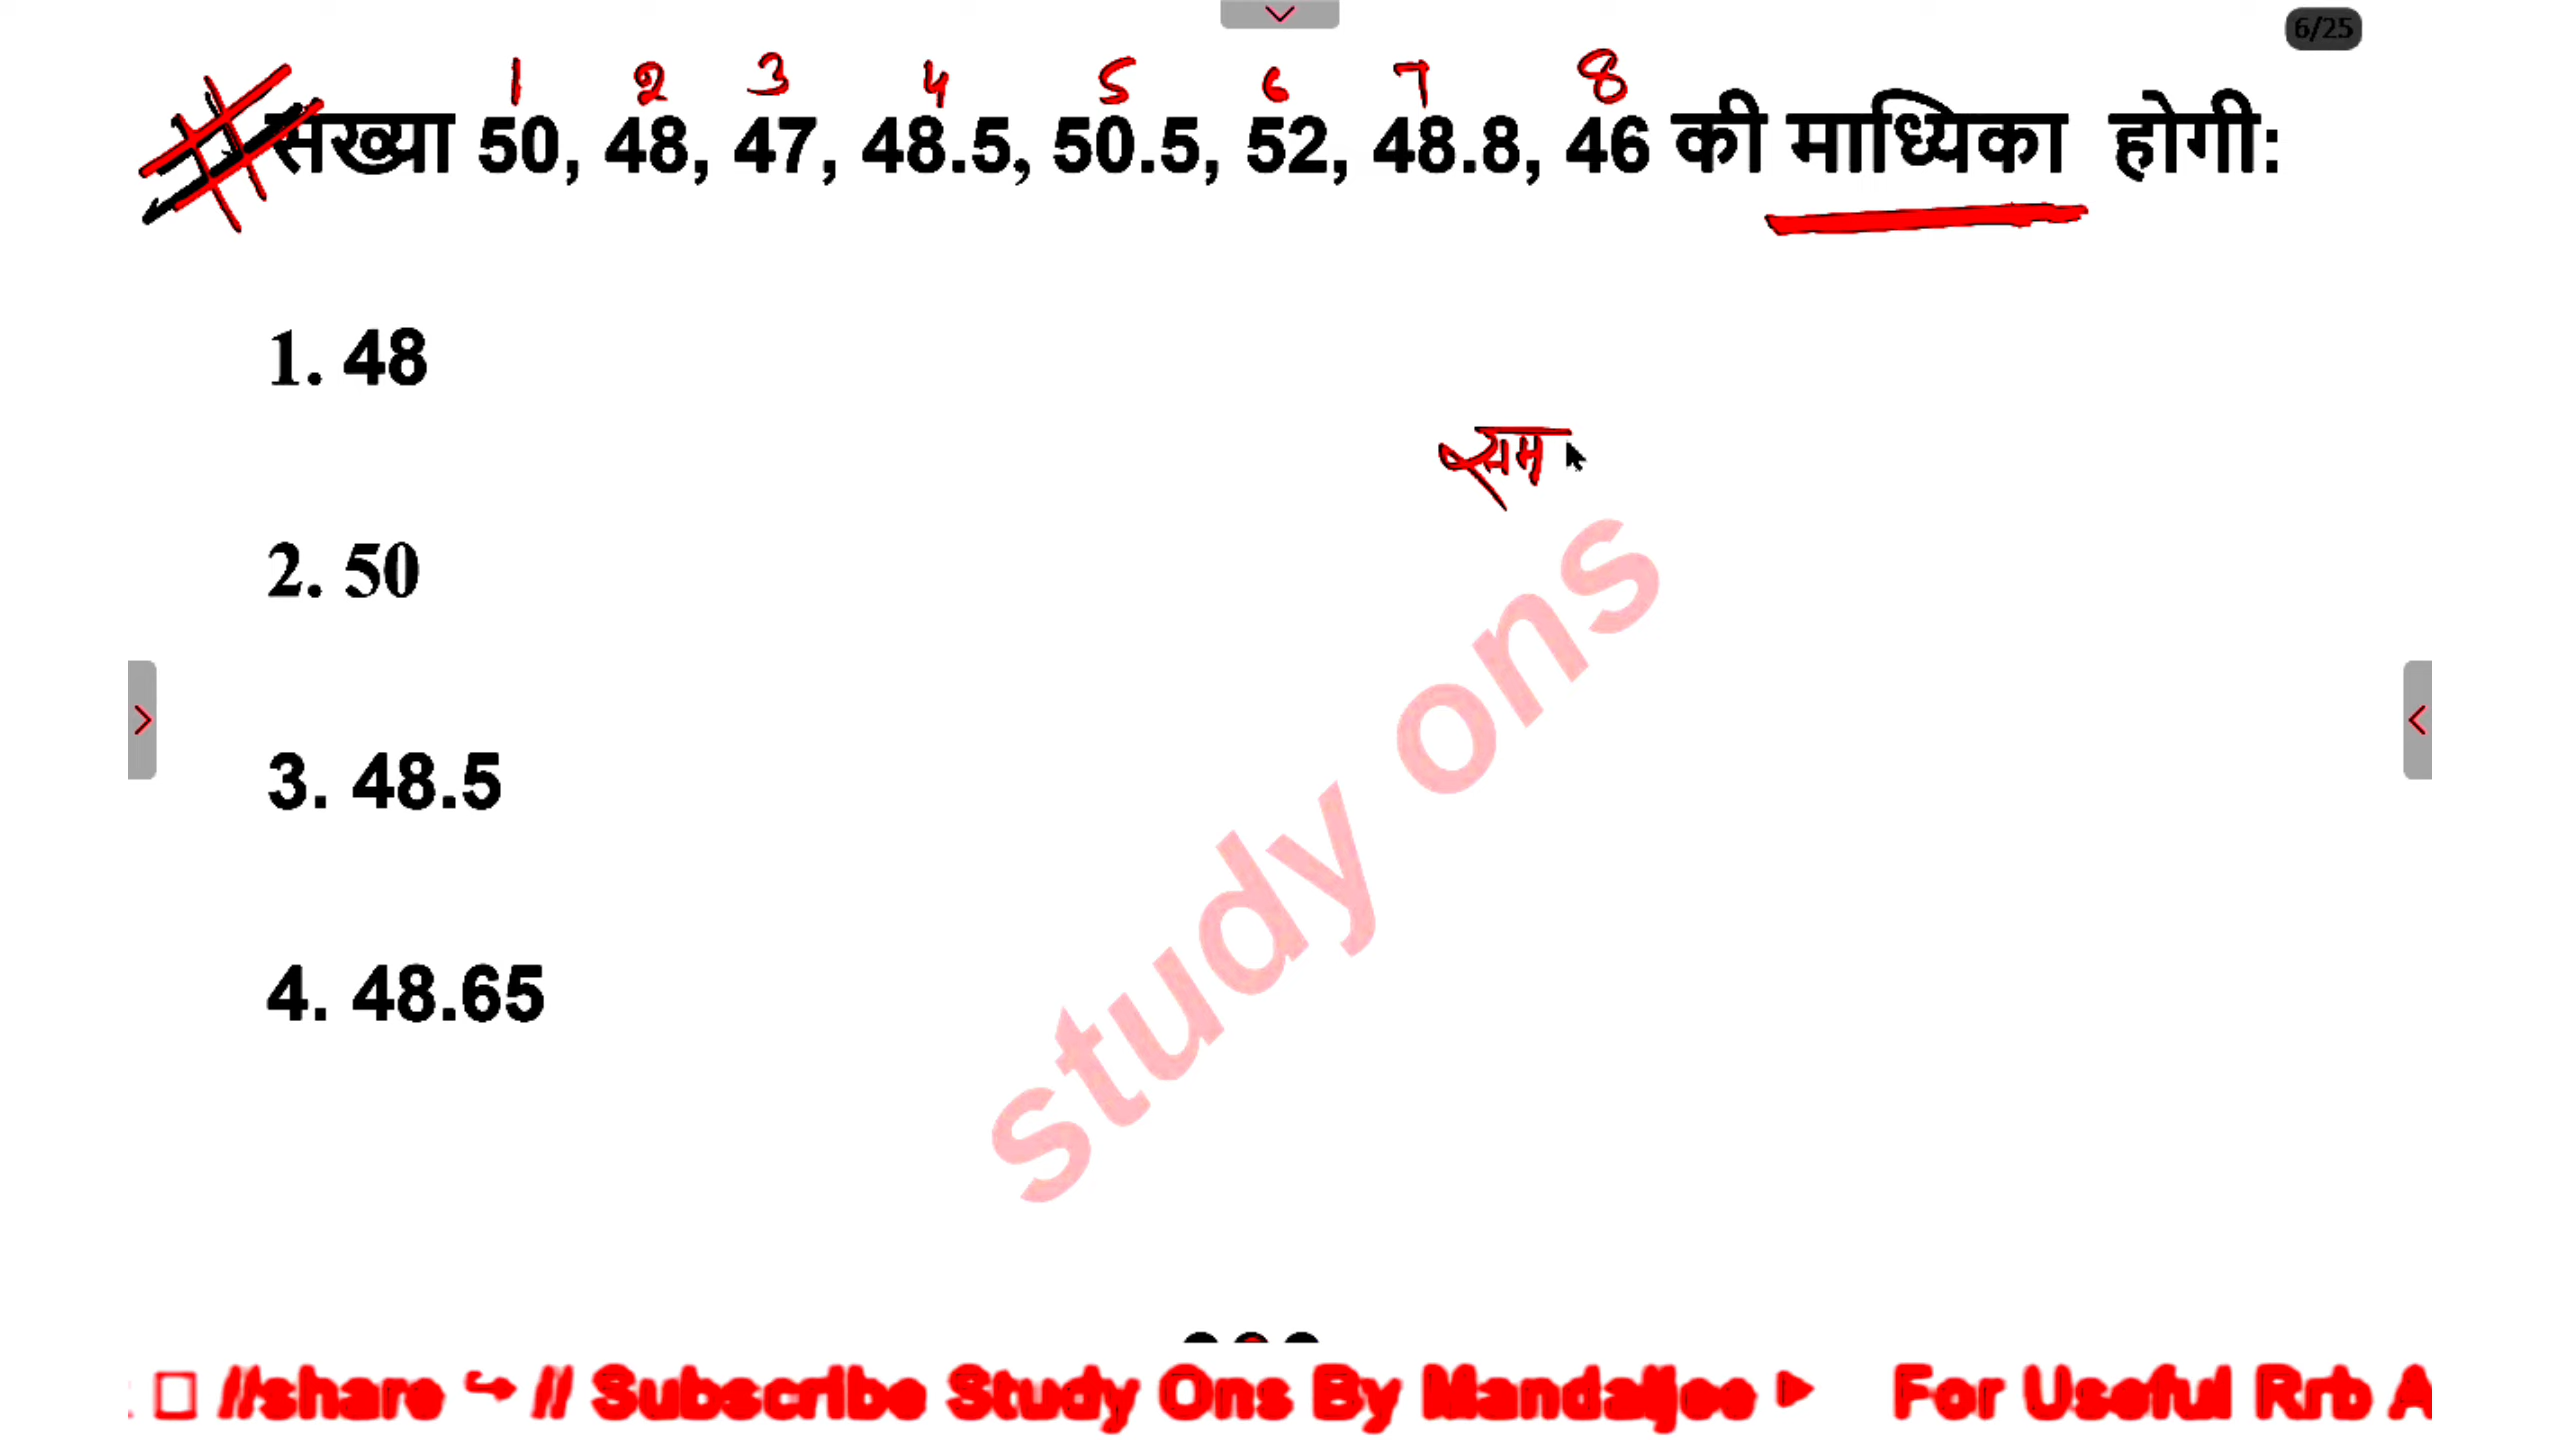 6/25
1 2 3 4 5 6 7 8
संख्या 50, 48, 47, 48.5, 50.5, 52, 48.8, 46 की माध्यिका होगी:
1. 48
सम
2. 50
3. 48.5
4. 48.65
study ons
//share ↪ // Subscribe Study Ons By Mandaljee ▶ For Useful Rrb A